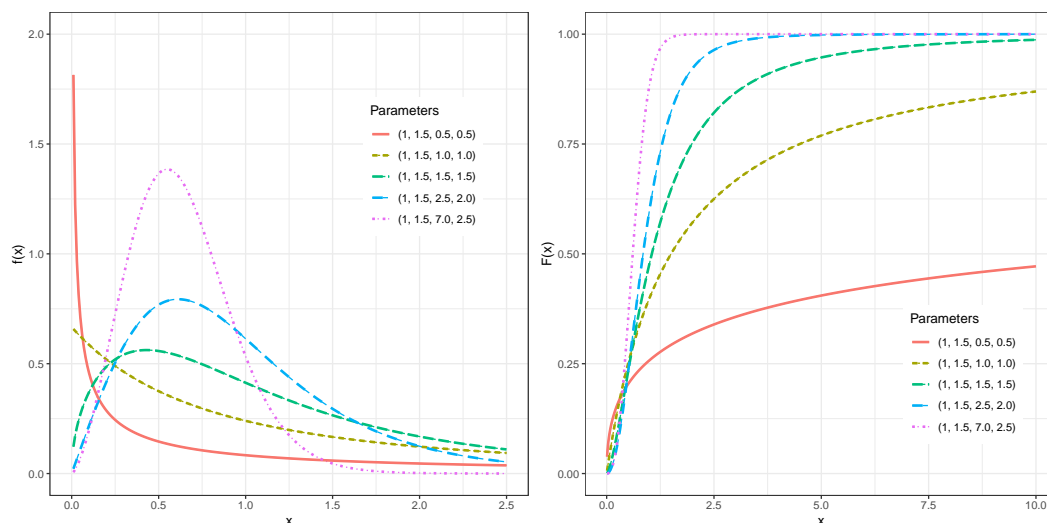 2.0
1.5
1.0
0.5
0.0
f(x)
Parameters
(1, 1.5, 0.5, 0.5)
(1, 1.5, 1.0, 1.0)
(1, 1.5, 1.5, 1.5)
(1, 1.5, 2.5, 2.0)
(1, 1.5, 7.0, 2.5)
0.0 0.5 1.0 1.5 2.0 2.5
x
1.00
0.75
0.50
0.25
0.00
F(x)
Parameters
(1, 1.5, 0.5, 0.5)
(1, 1.5, 1.0, 1.0)
(1, 1.5, 1.5, 1.5)
(1, 1.5, 2.5, 2.0)
(1, 1.5, 7.0, 2.5)
0.0 2.5 5.0 7.5 10.0
x